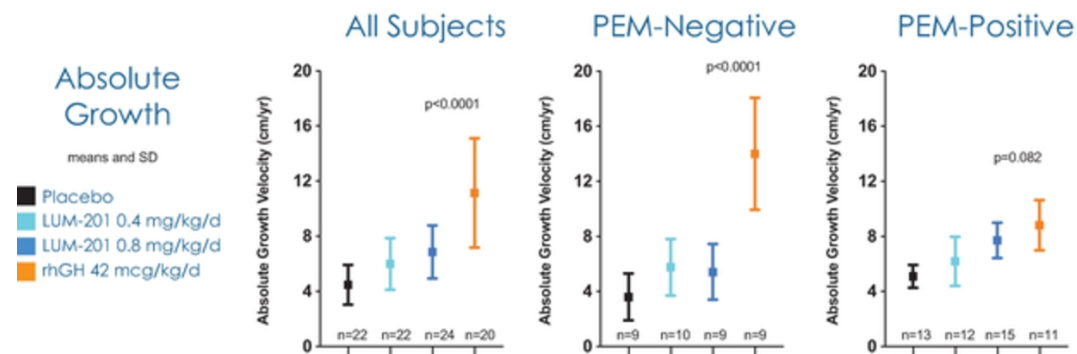 All Subjects
PEM-Negative
PEM-Positive
Absolute
Growth
means and SD
Placebo
LUM-201 0.4 mg/kg/d
LUM-201 0.8 mg/kg/d
rhGH 42 mcg/kg/d
Absolute Growth Velocity (cm/yr)
20
16
12
8
4
0
p<0.0001
n=22
n=22
n=24
n=20
Absolute Growth Velocity (cm/yr)
20
16
12
8
4
0
p<0.0001
n=9
n=10
n=9
n=9
Absolute Growth Velocity (cm/yr)
20
16
12
8
4
0
p=0.082
n=13
n=12
n=15
n=11